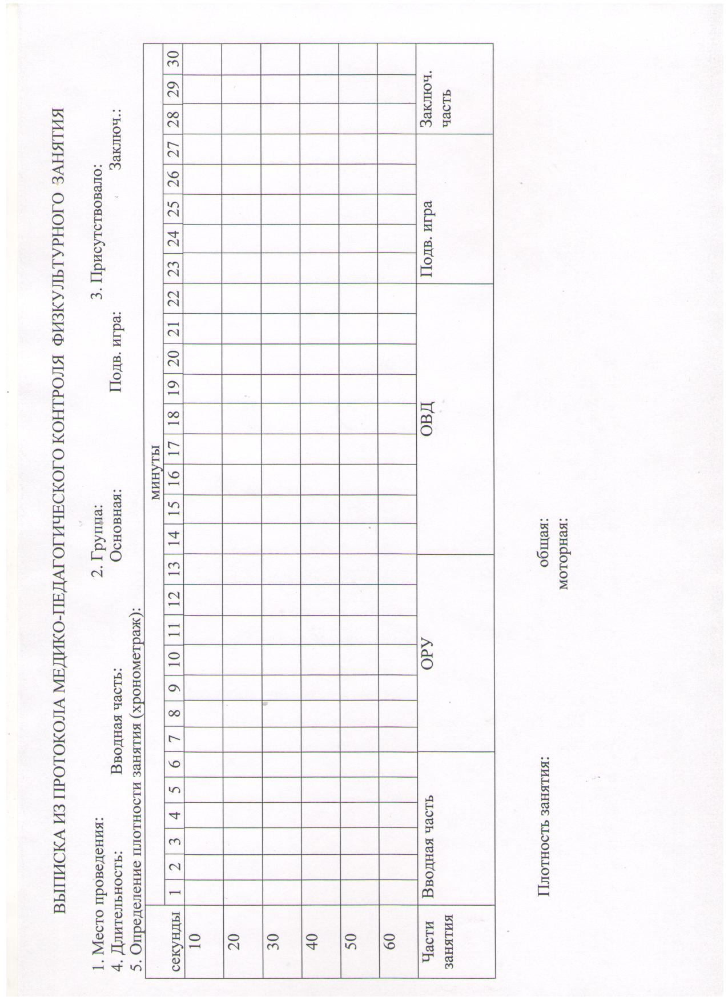 ВЫПИСКА ИЗ ПРОТОКОЛА МЕДИКО-ПЕДАГОГИЧЕСКОГО КОНТРОЛЯ ФИЗКУЛЬТУРНОГО ЗАНЯТИЯ
1. Место проведения: 2. Группа: 3. Присутствовало:
4. Длительность: Вводная часть: Основная: Подв. игра: Заключ.:
5. Определение плотности занятия (хронометраж):
минуты
секунды 1 2 3 4 5 6 7 8 9 10 11 12 13 14 15 16 17 18 19 20 21 22 23 24 25 26 27 28 29 30
10
20
30
40
50
60
Части Вводная часть ОРУ ОВД Подв. игра Заключ.
занятия часть
Плотность занятия: общая:
моторная: